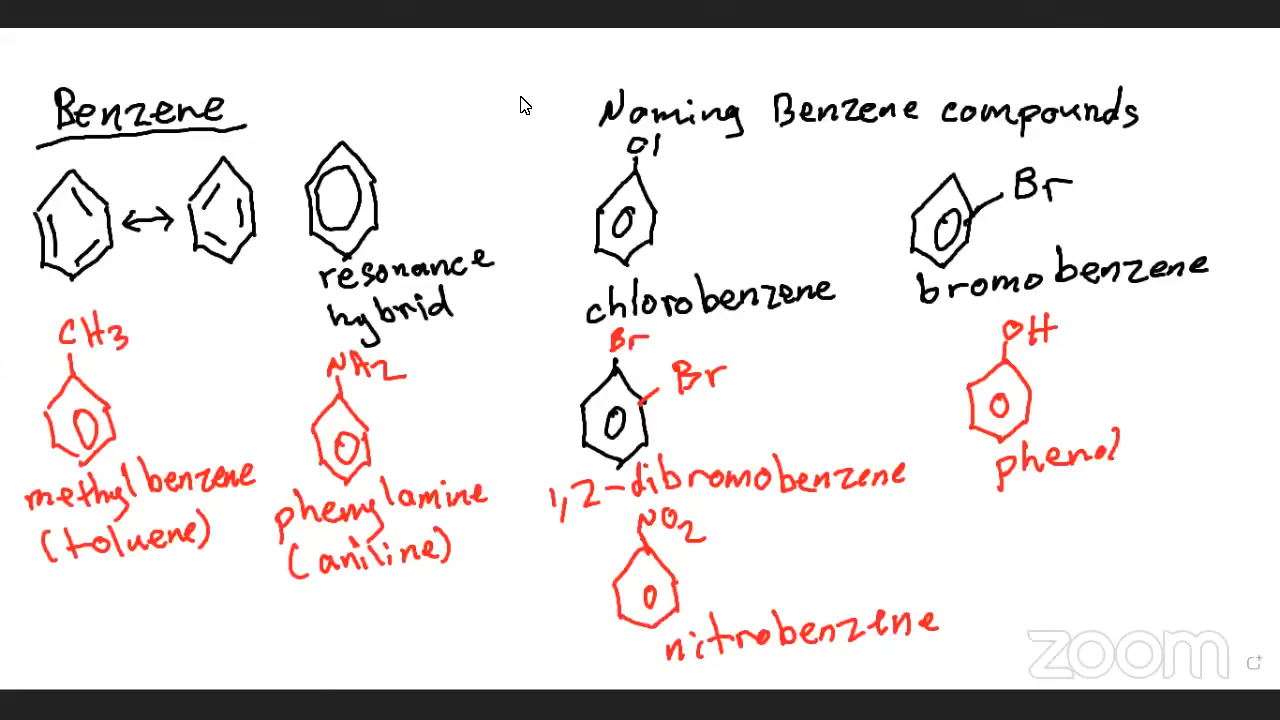 Benzene
Naming Benzene compounds
Cl
Br
resonance
hybrid
chlorobenzene
bromobenzene
CH3
NH2
Br
Br
OH
methylbenzene
(toluene)
phenylamine
(aniline)
1,2-dibromobenzene
phenol
NO2
nitrobenzene
zoom